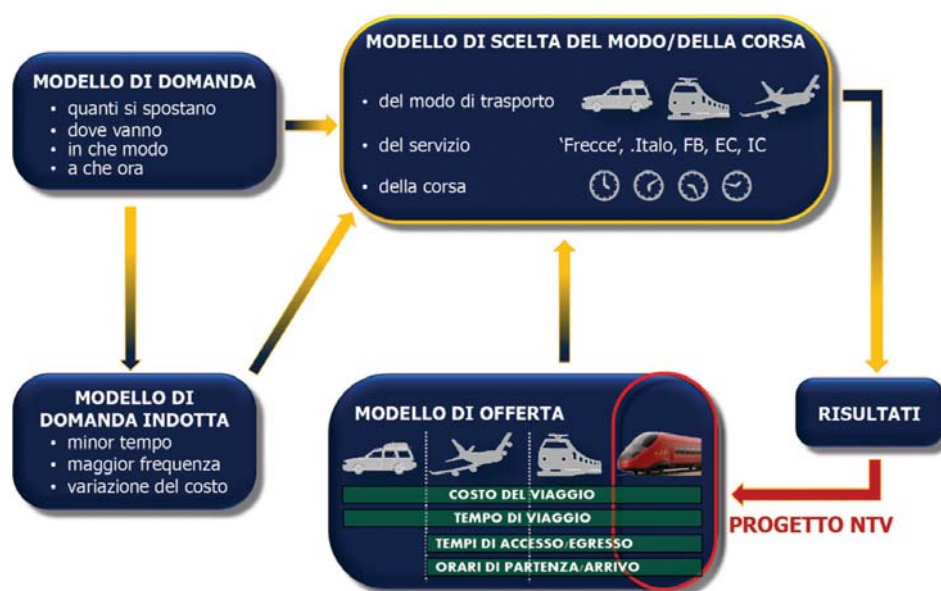 MODELLO DI DOMANDA
• quanti si spostano
• dove vanno
• in che modo
• a che ora
MODELLO DI SCELTA DEL MODO/DELLA CORSA
• del modo di trasporto
• del servizio
‘Frecce’, .Italo, FB, EC, IC
• della corsa
MODELLO DI
DOMANDA INDOTTA
• minor tempo
• maggior frequenza
• variazione del costo
MODELLO DI OFFERTA
COSTO DEL VIAGGIO
TEMPO DI VIAGGIO
TEMPI DI ACCESSO/EGRESSO
ORARI DI PARTENZA/ARRIVO
RISULTATI
PROGETTO NTV